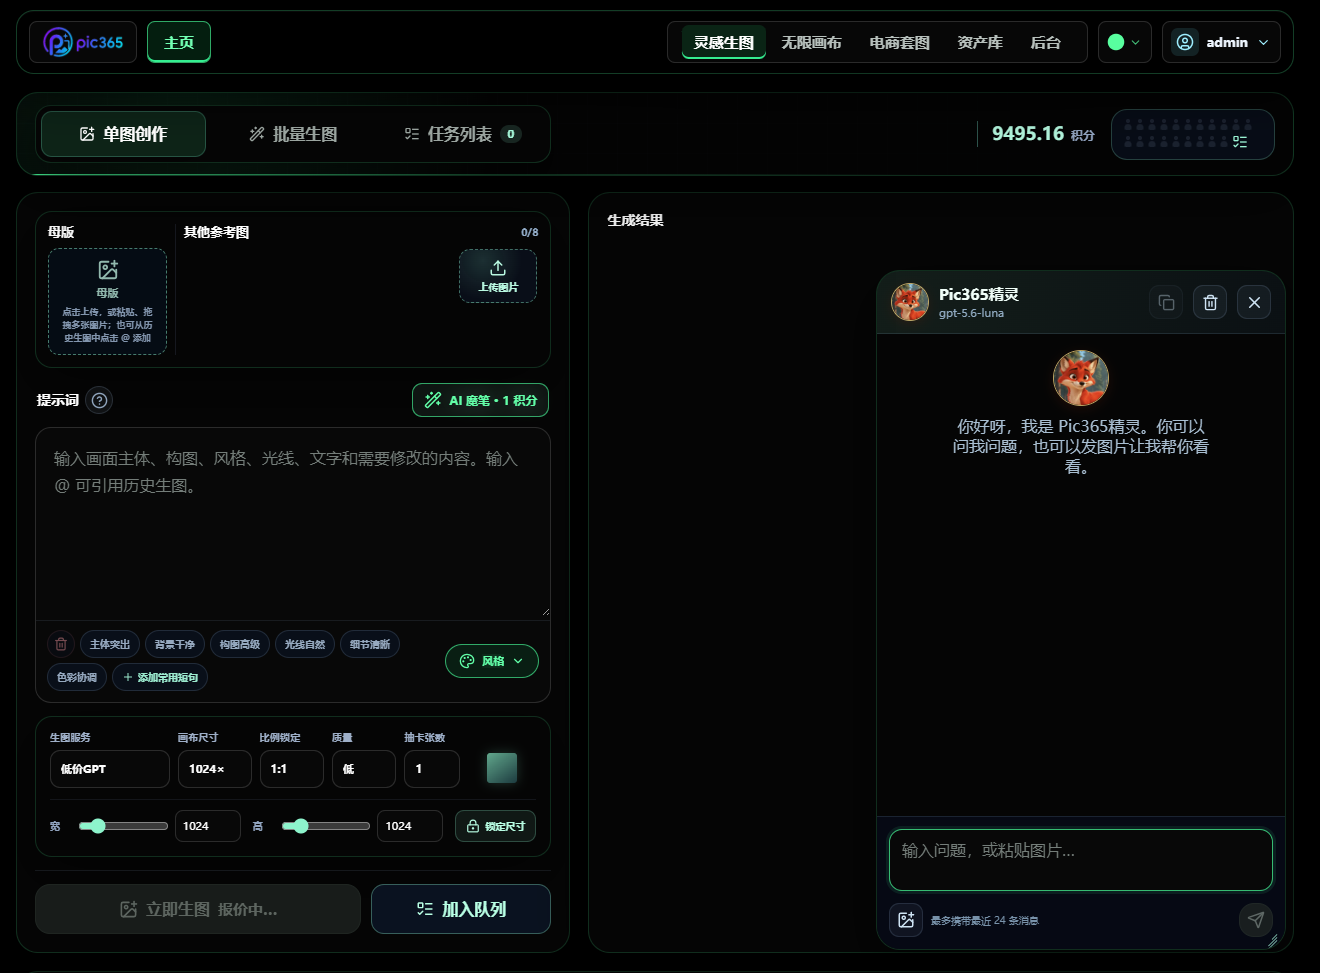 pic365
主页
灵感生图
无限画布
电商套图
资产库
后台
admin
单图创作
批量生图
任务列表 0
9495.16 积分
母版
其他参考图
0/8
母版
点击上传，或粘贴、拖
拽多张图片；也可从历
史生图中点击 @ 添加
上传图片
提示词
AI 魔笔 • 1 积分
输入画面主体、构图、风格、光线、文字和需要修改的内容。输入
@ 可引用历史生图。
主体突出
背景干净
构图高级
光线自然
细节清晰
色彩协调
+ 添加常用短句
风格
生图服务
画布尺寸
比例锁定
质量
抽卡张数
低价GPT
1024×
1:1
低
1
宽
1024
高
1024
锁定尺寸
立即生图 报价中...
加入队列
生成结果
Pic365精灵
gpt-5.6-luna
你好呀，我是 Pic365精灵。你可以
问我问题，也可以发图片让我帮你看
看。
输入问题，或粘贴图片...
最多携带最近 24 条消息